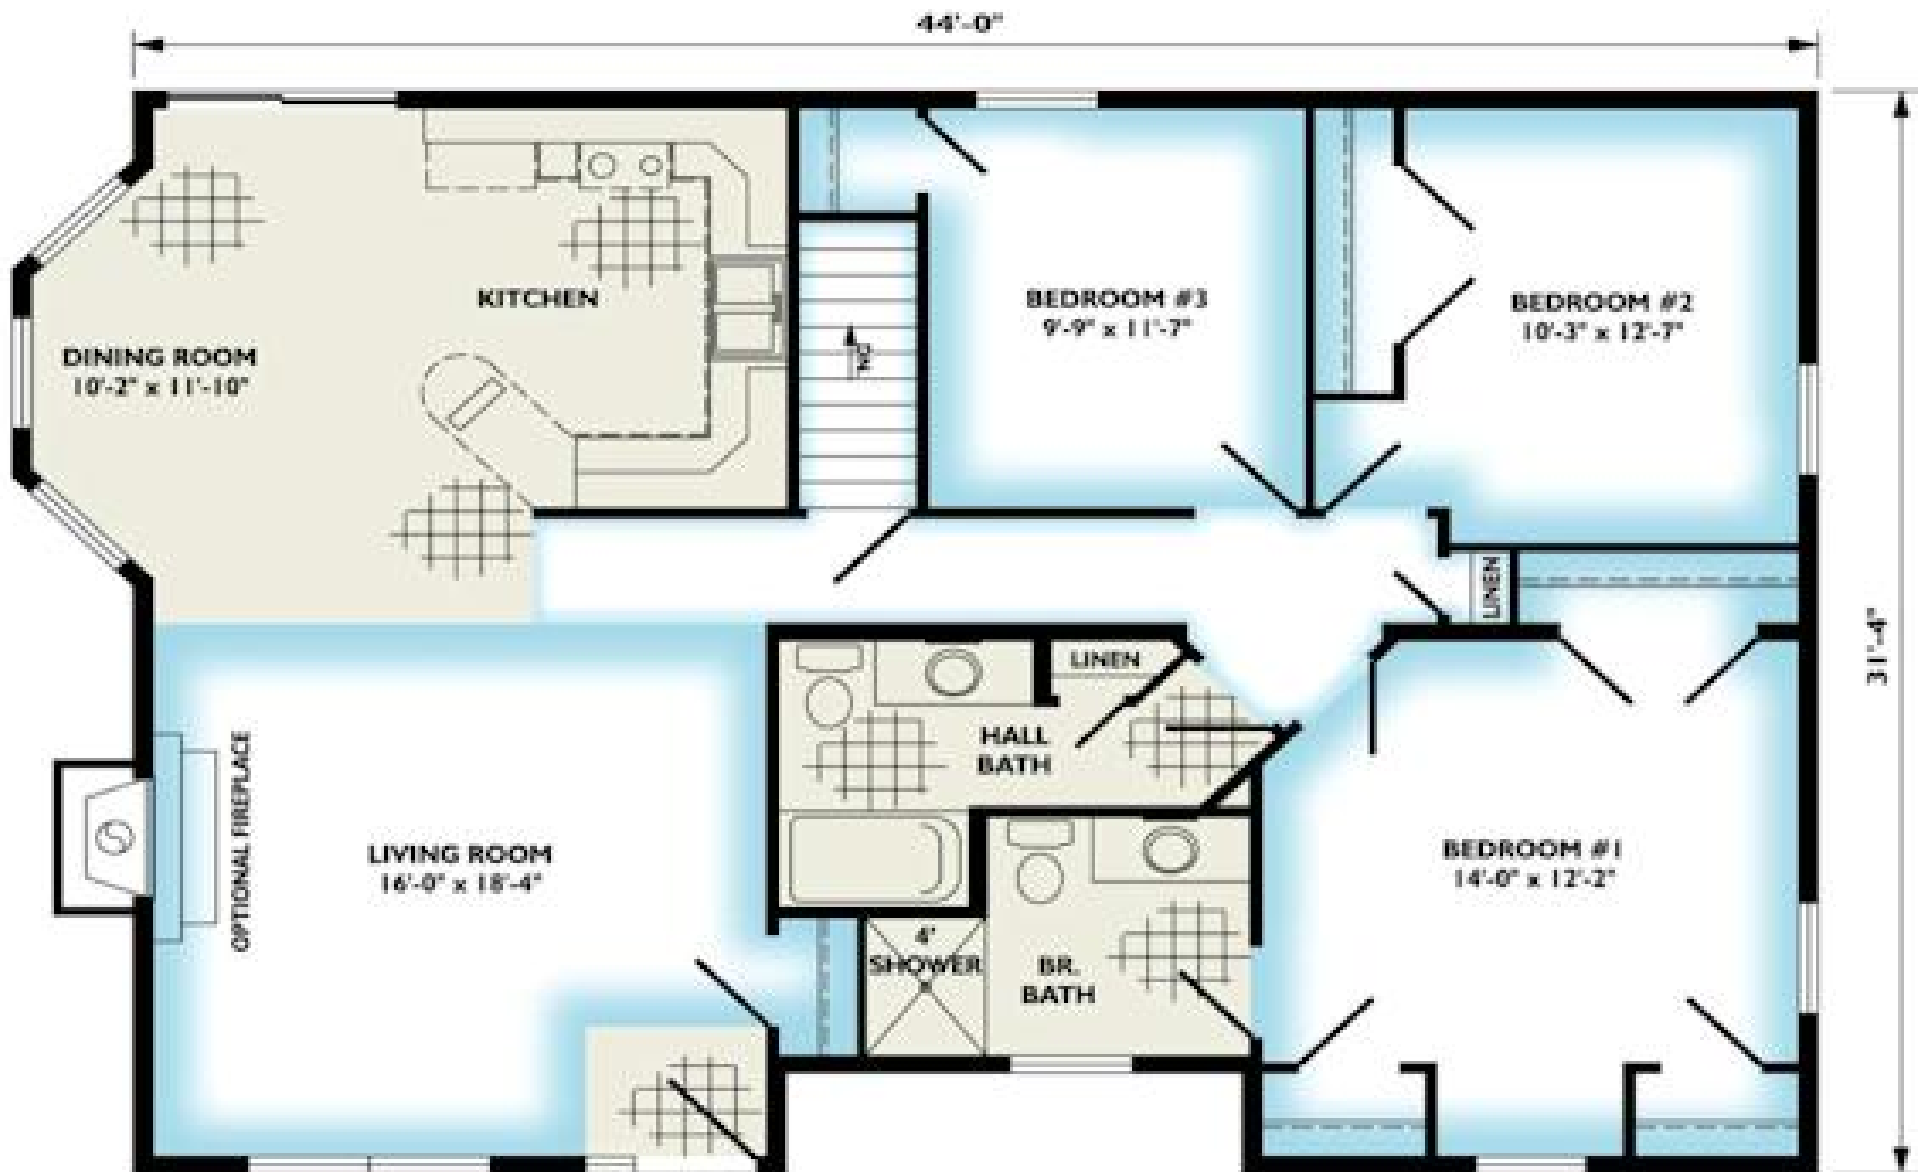 44'-0"
KITCHEN
BEDROOM #3
9'-9" x 11'-7"
BEDROOM #2
10'-3" x 12'-7"
DINING ROOM
10'-2" x 11'-10"
DN
LINEN
31'-4"
LINEN
HALL
BATH
OPTIONAL FIREPLACE
LIVING ROOM
16'-0" x 18'-4"
BEDROOM #1
14'-0" x 12'-2"
4'
SHOWER
BR.
BATH